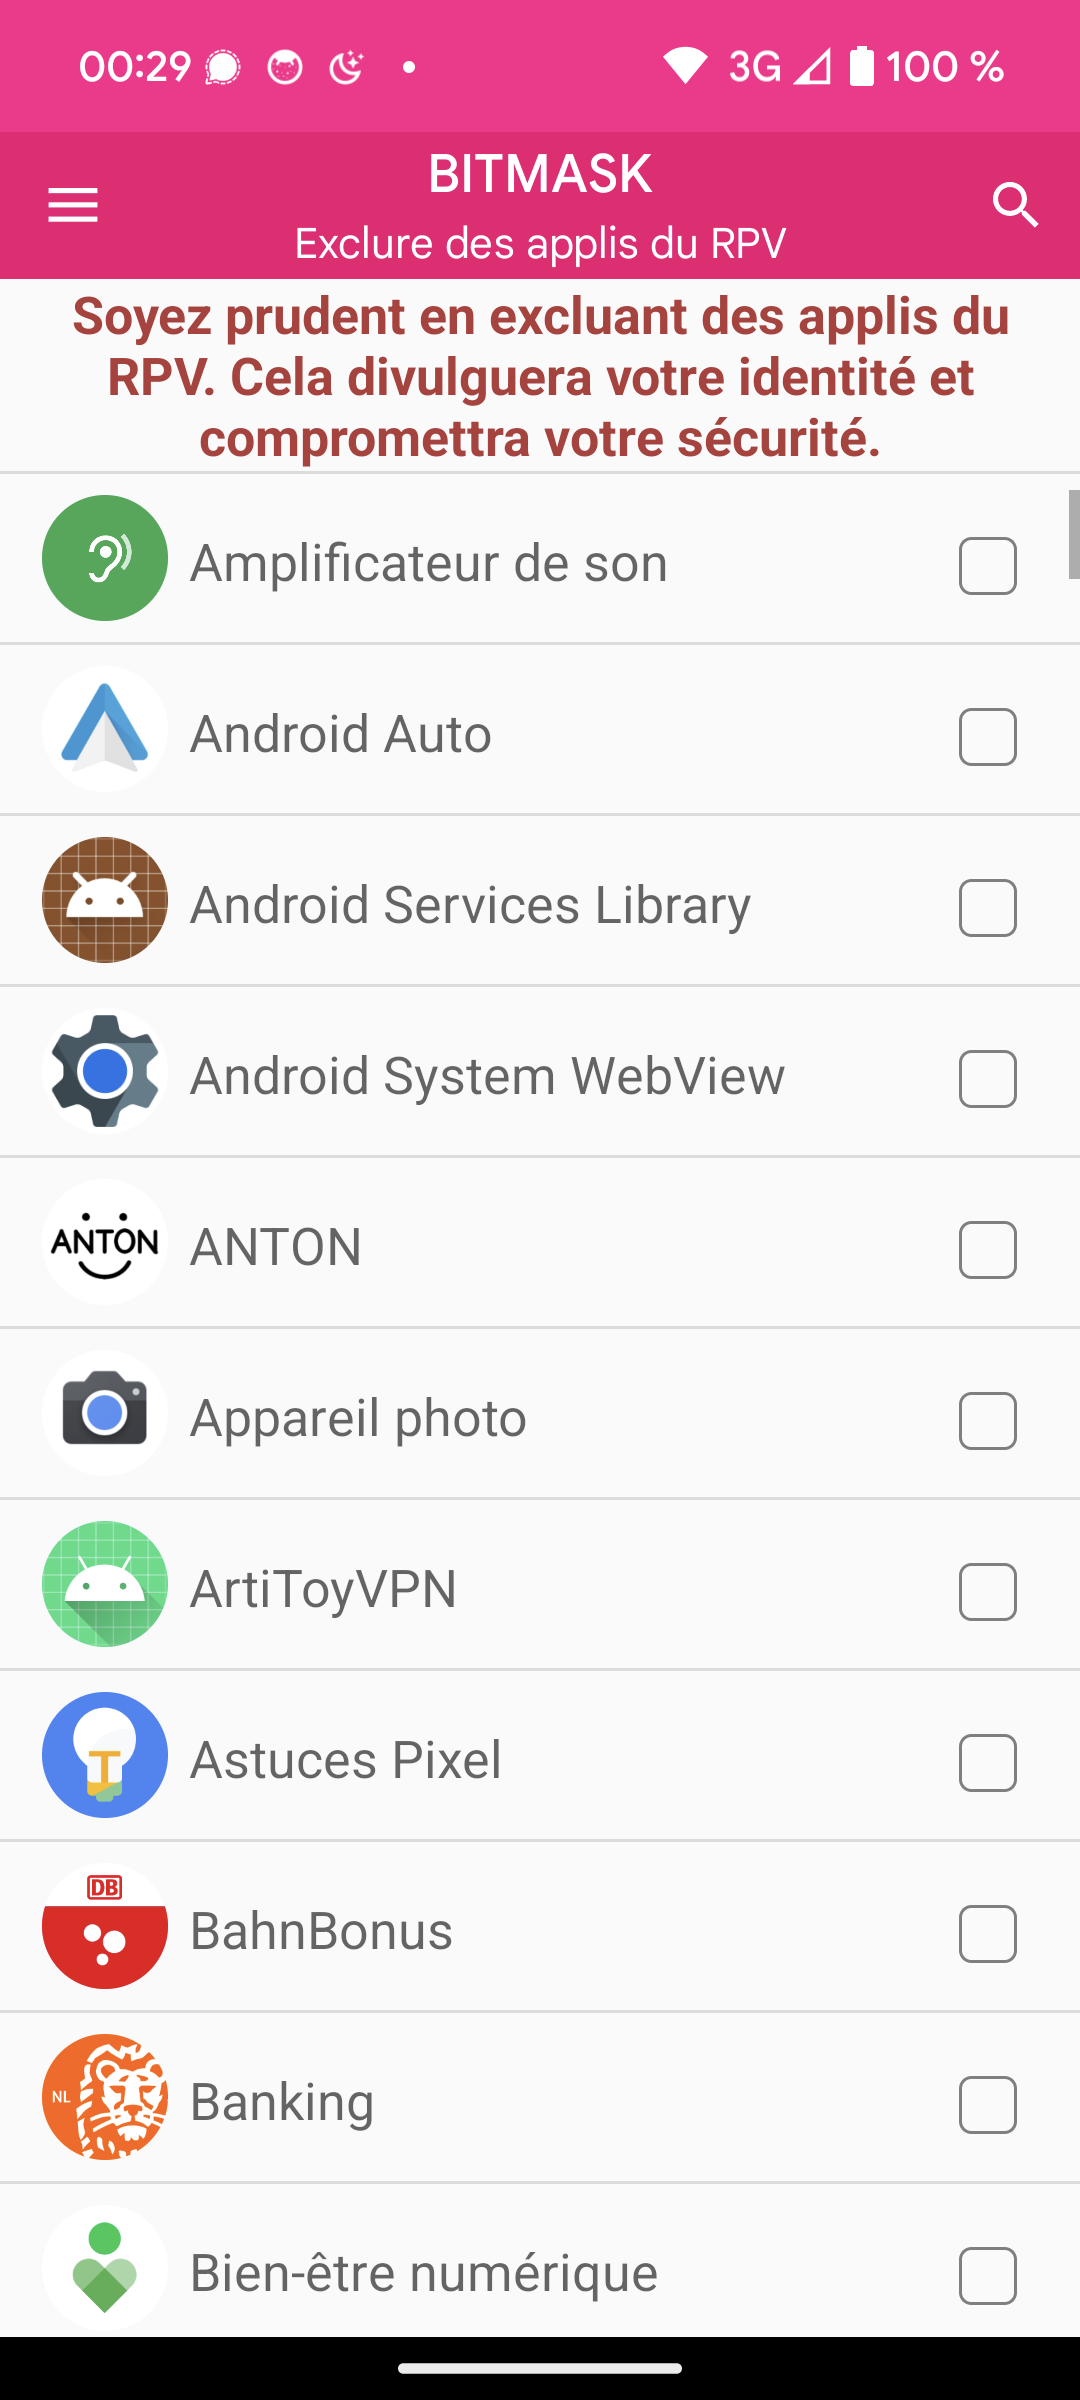 00:29 3G 100 %
BITMASK
Exclure des applis du RPV
Soyez prudent en excluant des applis du
RPV. Cela divulguera votre identité et
compromettra votre sécurité.
Amplificateur de son
Android Auto
Android Services Library
Android System WebView
ANTON ANTON
Appareil photo
ArtiToyVPN
Astuces Pixel
DB
BahnBonus
NL Banking
Bien-être numérique